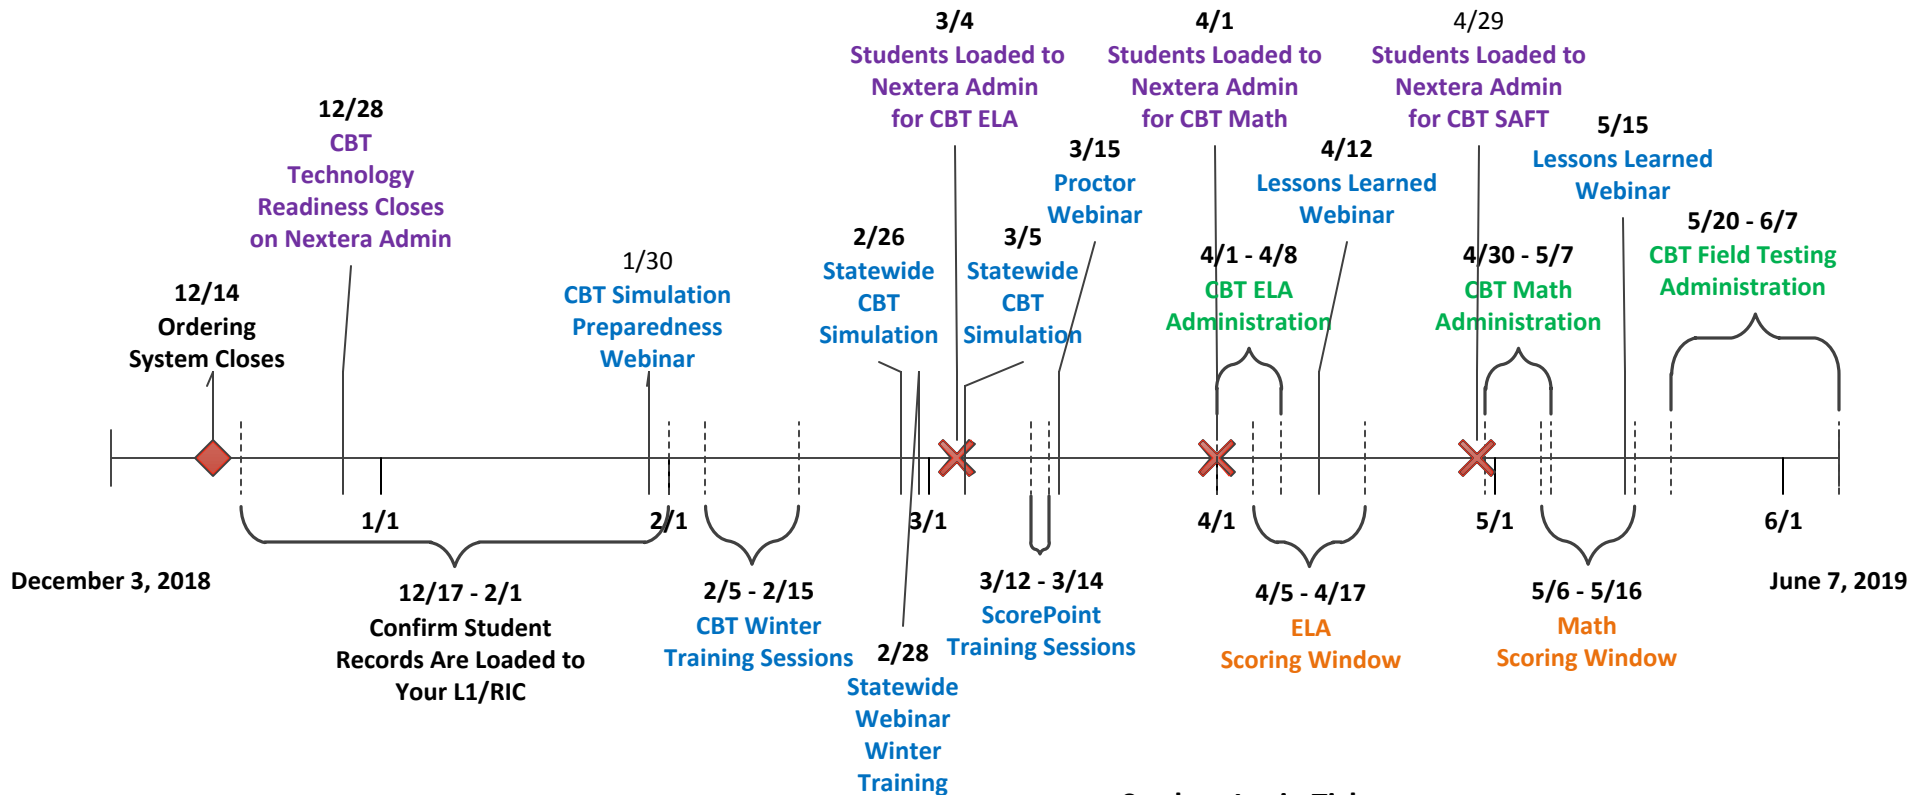 3/4
Students Loaded to
Nextera Admin
for CBT ELA
4/1
Students Loaded to
Nextera Admin
for CBT Math
4/29
Students Loaded to
Nextera Admin
for CBT SAFT
12/28
CBT
Technology
Readiness Closes
on Nextera Admin
3/15
Proctor
Webinar
4/12
Lessons Learned
Webinar
5/15
Lessons Learned
Webinar
12/14
Ordering
System Closes
1/30
CBT Simulation
Preparedness
Webinar
2/26
Statewide
CBT
Simulation
3/5
Statewide
CBT
Simulation
4/1 - 4/8
CBT ELA
Administration
4/30 - 5/7
CBT Math
Administration
5/20 - 6/7
CBT Field Testing
Administration
1/1
2/1
3/1
4/1
5/1
6/1
December 3, 2018
June 7, 2019
12/17 - 2/1
Confirm Student
Records Are Loaded to
Your L1/RIC
2/5 - 2/15
CBT Winter
Training Sessions
2/28
Statewide
Webinar
Winter
Training
3/12 - 3/14
ScorePoint
Training Sessions
4/5 - 4/17
ELA
Scoring Window
5/6 - 5/16
Math
Scoring Window